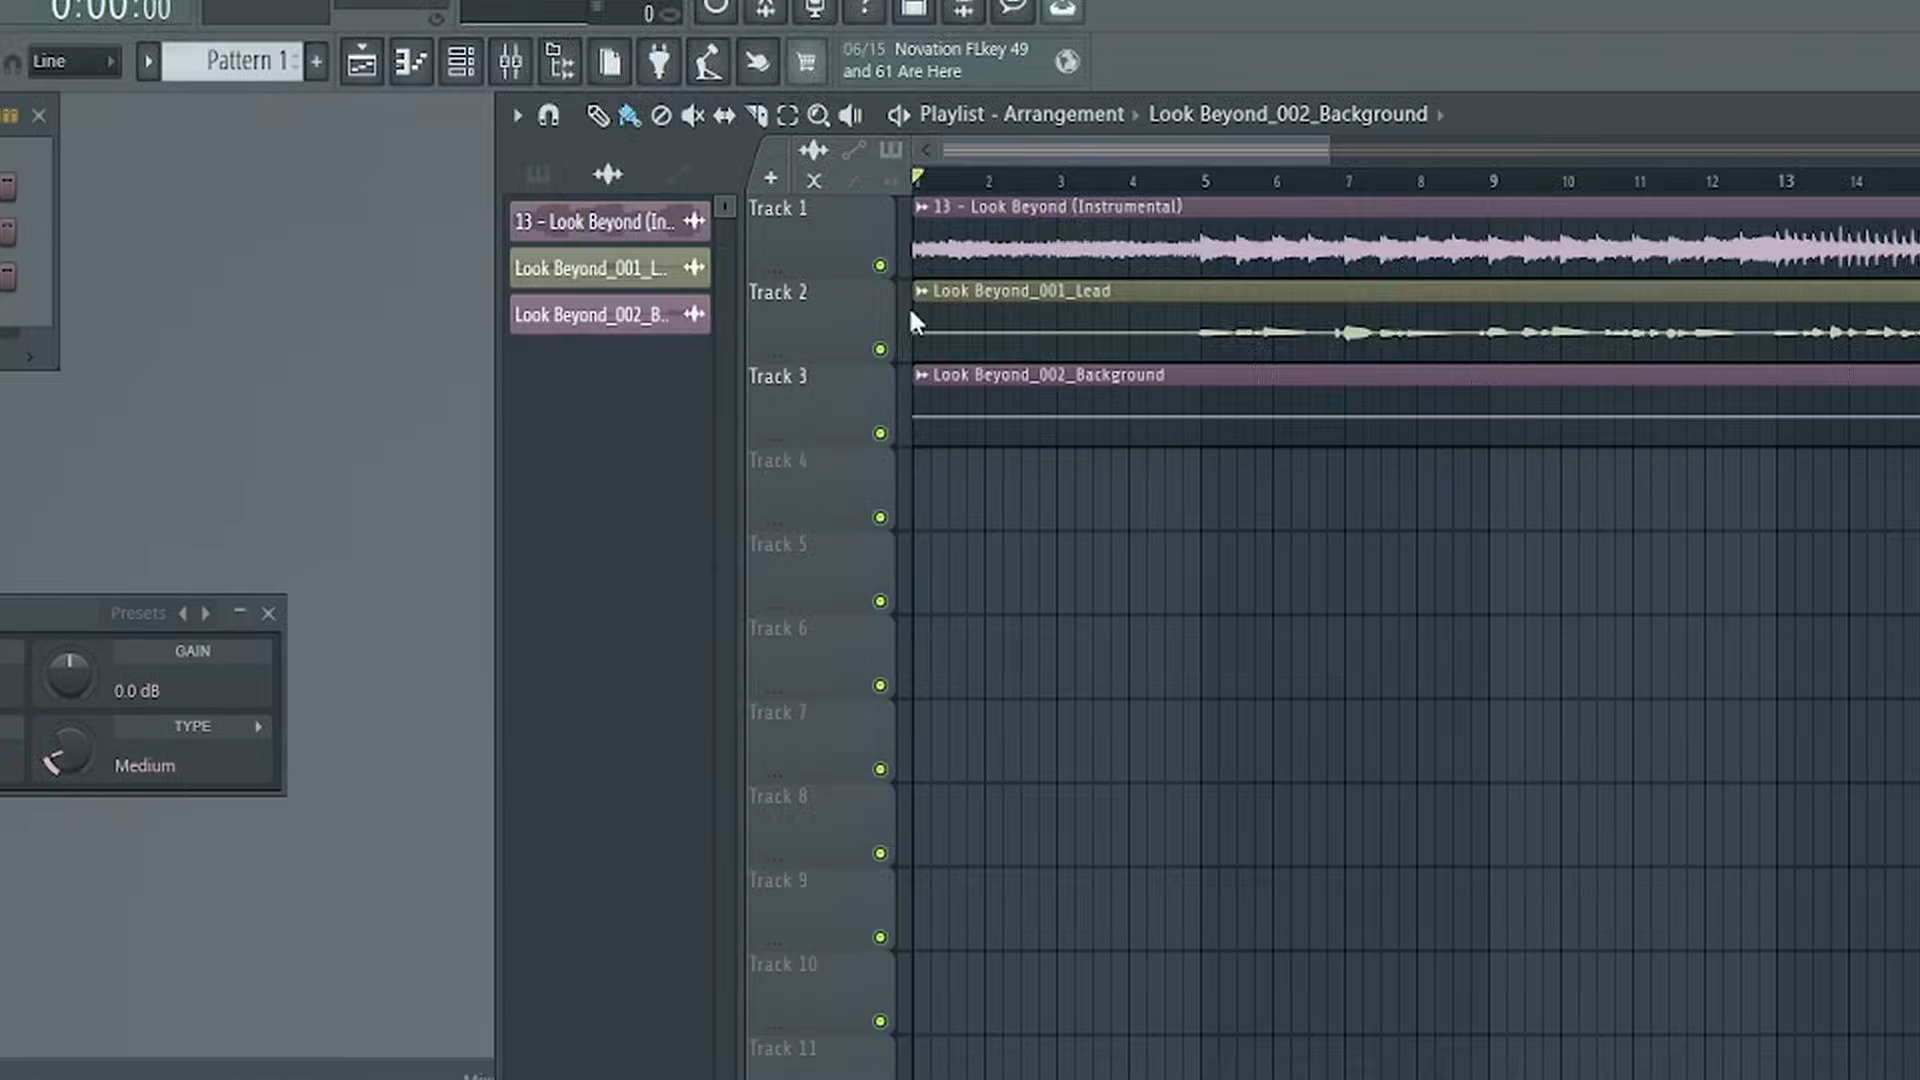 0:00:00
0
Line
Pattern 1
+
06/15 Novation FLkey 49
and 61 Are Here
Playlist - Arrangement › Look Beyond_002_Background ›
2 3 4 5 6 7 8 9 10 11 12 13 14
13 - Look Beyond (In..
Look Beyond_001_L..
Look Beyond_002_B..
Track 1
13 - Look Beyond (Instrumental)
Track 2
Look Beyond_001_Lead
Track 3
Look Beyond_002_Background
Track 4
Track 5
Track 6
Track 7
Track 8
Track 9
Track 10
Track 11
Presets
GAIN
0.0 dB
TYPE
Medium